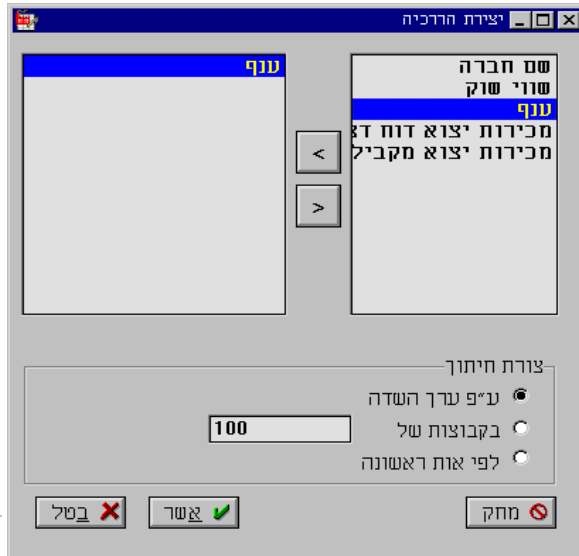 יצירת הררכיה
שם חברה
שווי שוק
ענף
מכירות יצוא דוח
מכירות יצוא מקביל
ענף
<
>
צורת חיתוך
ע"פ ערך השדה
בקבוצות של 100
לפי אות ראשונה
מחק
אשר
בטל